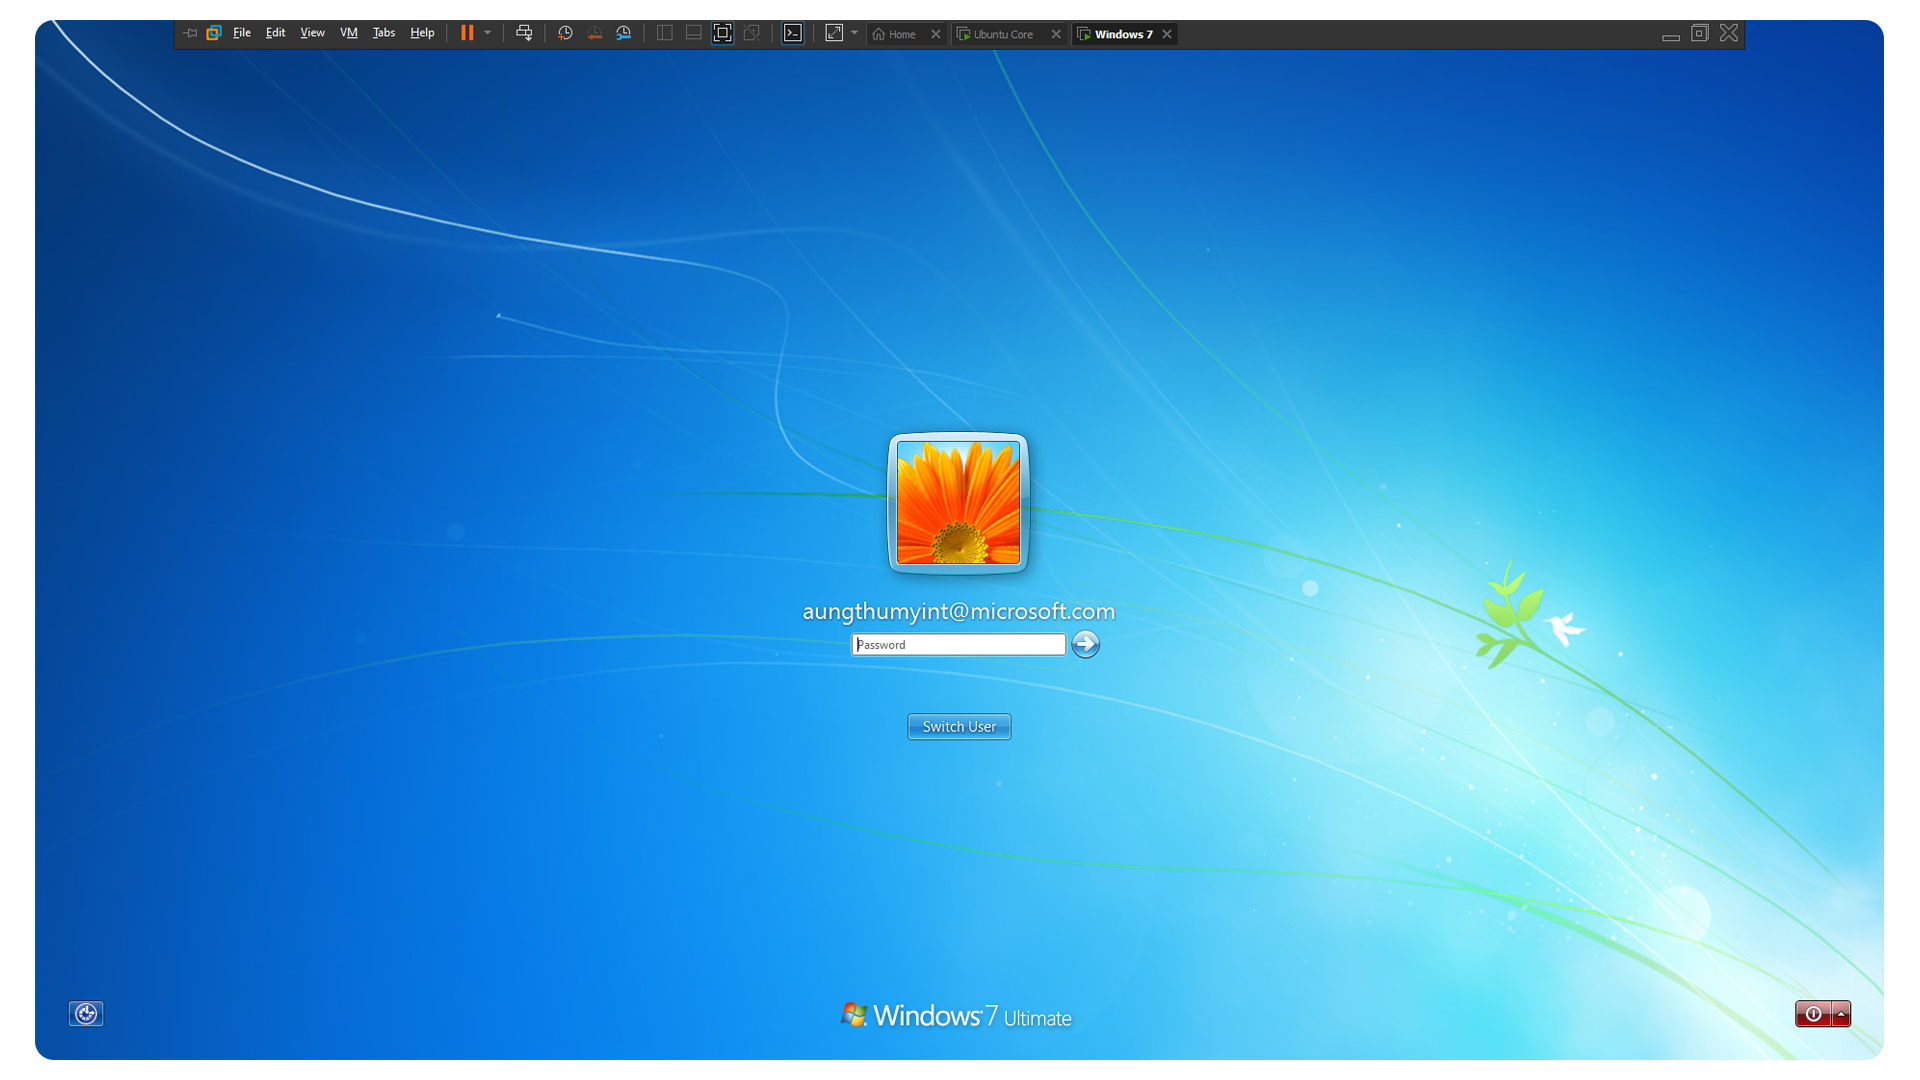 File Edit View VM Tabs Help Home Ubuntu Core Windows 7
aungthumyint@microsoft.com
Password
Switch User
Windows 7 Ultimate